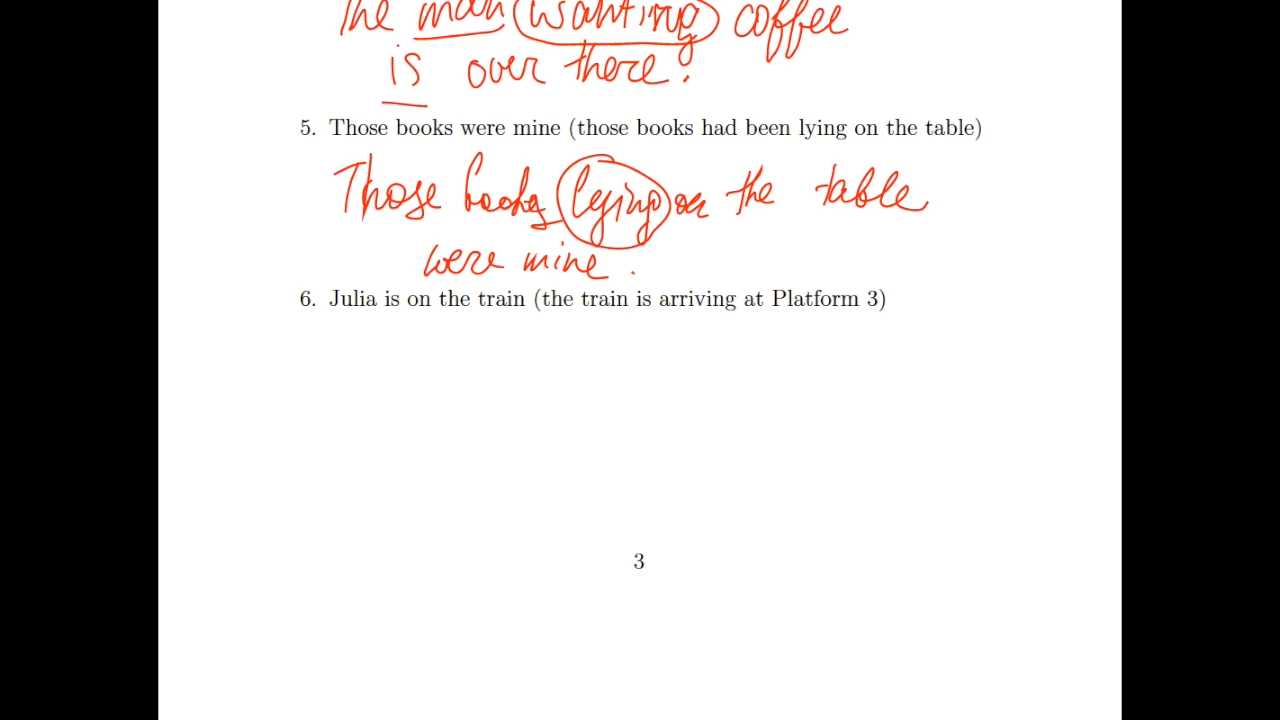 The man wanting coffee
is over there.
5. Those books were mine (those books had been lying on the table)
Those books lying on the table
were mine.
6. Julia is on the train (the train is arriving at Platform 3)
3